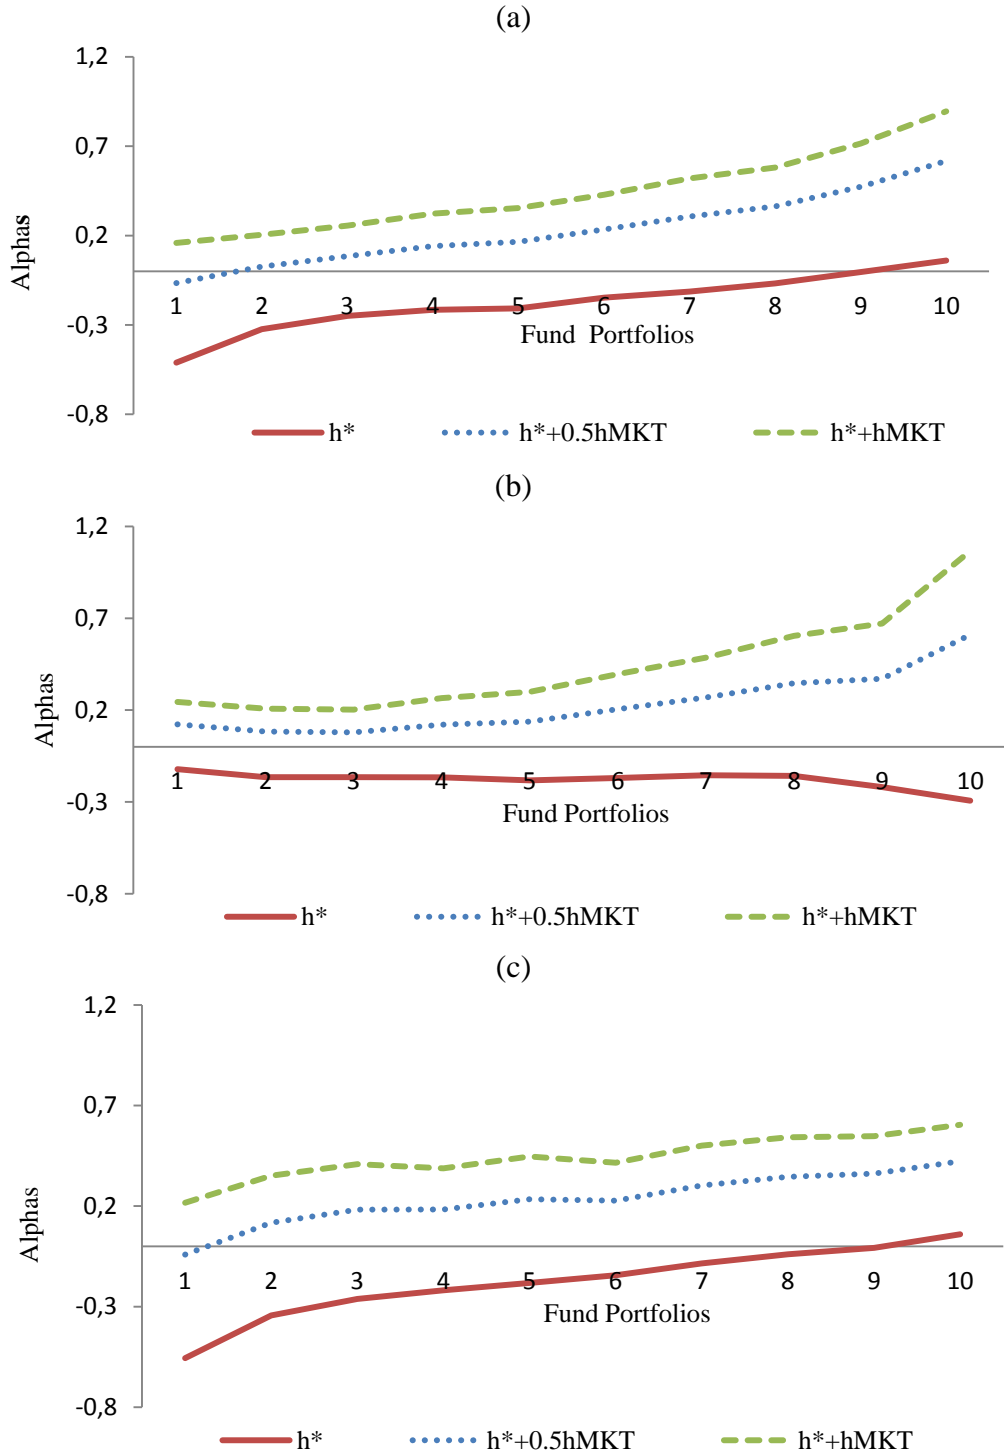 (a)
1,2
0,7
0,2
-0,3
-0,8
Alphas
1 2 3 4 5 6 7 8 9 10
Fund Portfolios
h* h*+0.5hMKT h*+hMKT
(b)
1,2
0,7
0,2
-0,3
-0,8
Alphas
1 2 3 4 5 6 7 8 9 10
Fund Portfolios
h* h*+0.5hMKT h*+hMKT
(c)
1,2
0,7
0,2
-0,3
-0,8
Alphas
1 2 3 4 5 6 7 8 9 10
Fund Portfolios
h* h*+0.5hMKT h*+hMKT